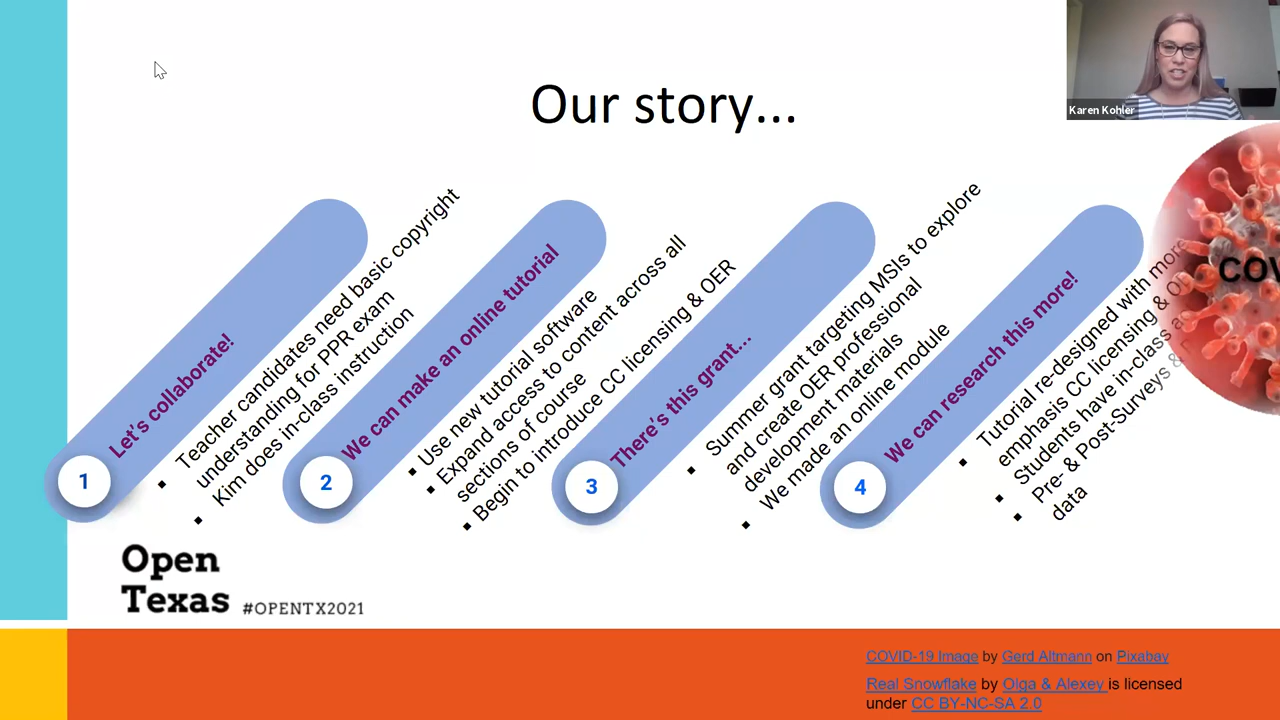 Our story...
Karen Kohler
1
Let's collaborate!
Teacher candidates need basic copyright
understanding for PPR exam
Kim does in-class instruction
2
We can make an online tutorial
Use new tutorial software
Expand access to content across all
sections of course
Begin to introduce CC licensing & OER
3
There's this grant...
Summer grant targeting MSIs to explore
and create OER professional
development materials
We made an online module
4
We can research this more!
Tutorial re-designed with more
emphasis CC licensing &
Students have in-class
Pre- & Post-Surveys &
data
Open
Texas #OPENTX2021
COVID-19 Image by Gerd Altmann on Pixabay
Real Snowflake by Olga & Alexey is licensed
under CC BY-NC-SA 2.0